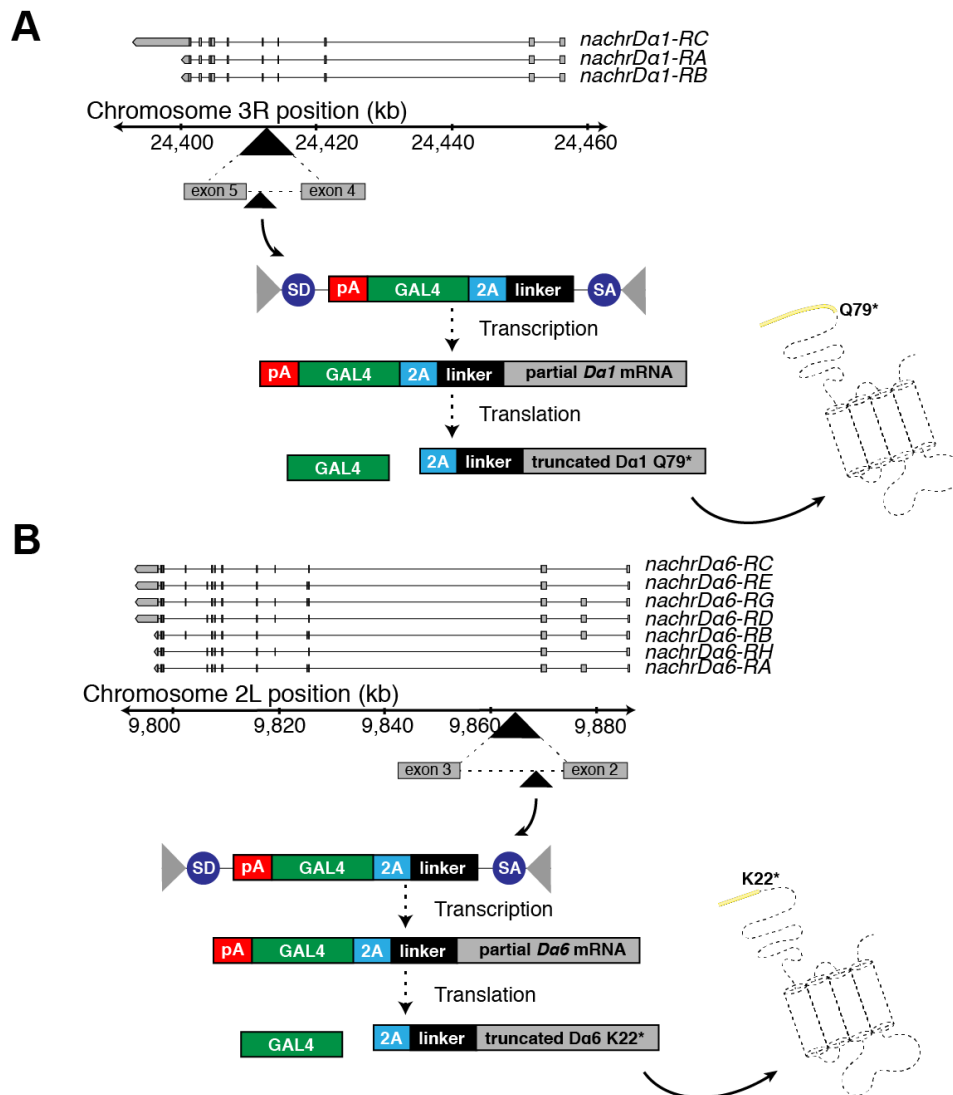 A
nachrDα1-RC
nachrDα1-RA
nachrDα1-RB
Chromosome 3R position (kb)
24,400 24,420 24,440 24,460
exon 5 exon 4
SD pA GAL4 2A linker SA
Transcription
pA GAL4 2A linker partial Dα1 mRNA
Translation
GAL4 2A linker truncated Dα1 Q79*
Q79*
B
nachrDα6-RC
nachrDα6-RE
nachrDα6-RG
nachrDα6-RD
nachrDα6-RB
nachrDα6-RH
nachrDα6-RA
Chromosome 2L position (kb)
9,800 9,820 9,840 9,860 9,880
exon 3 exon 2
SD pA GAL4 2A linker SA
Transcription
pA GAL4 2A linker partial Dα6 mRNA
Translation
GAL4 2A linker truncated Dα6 K22*
K22*